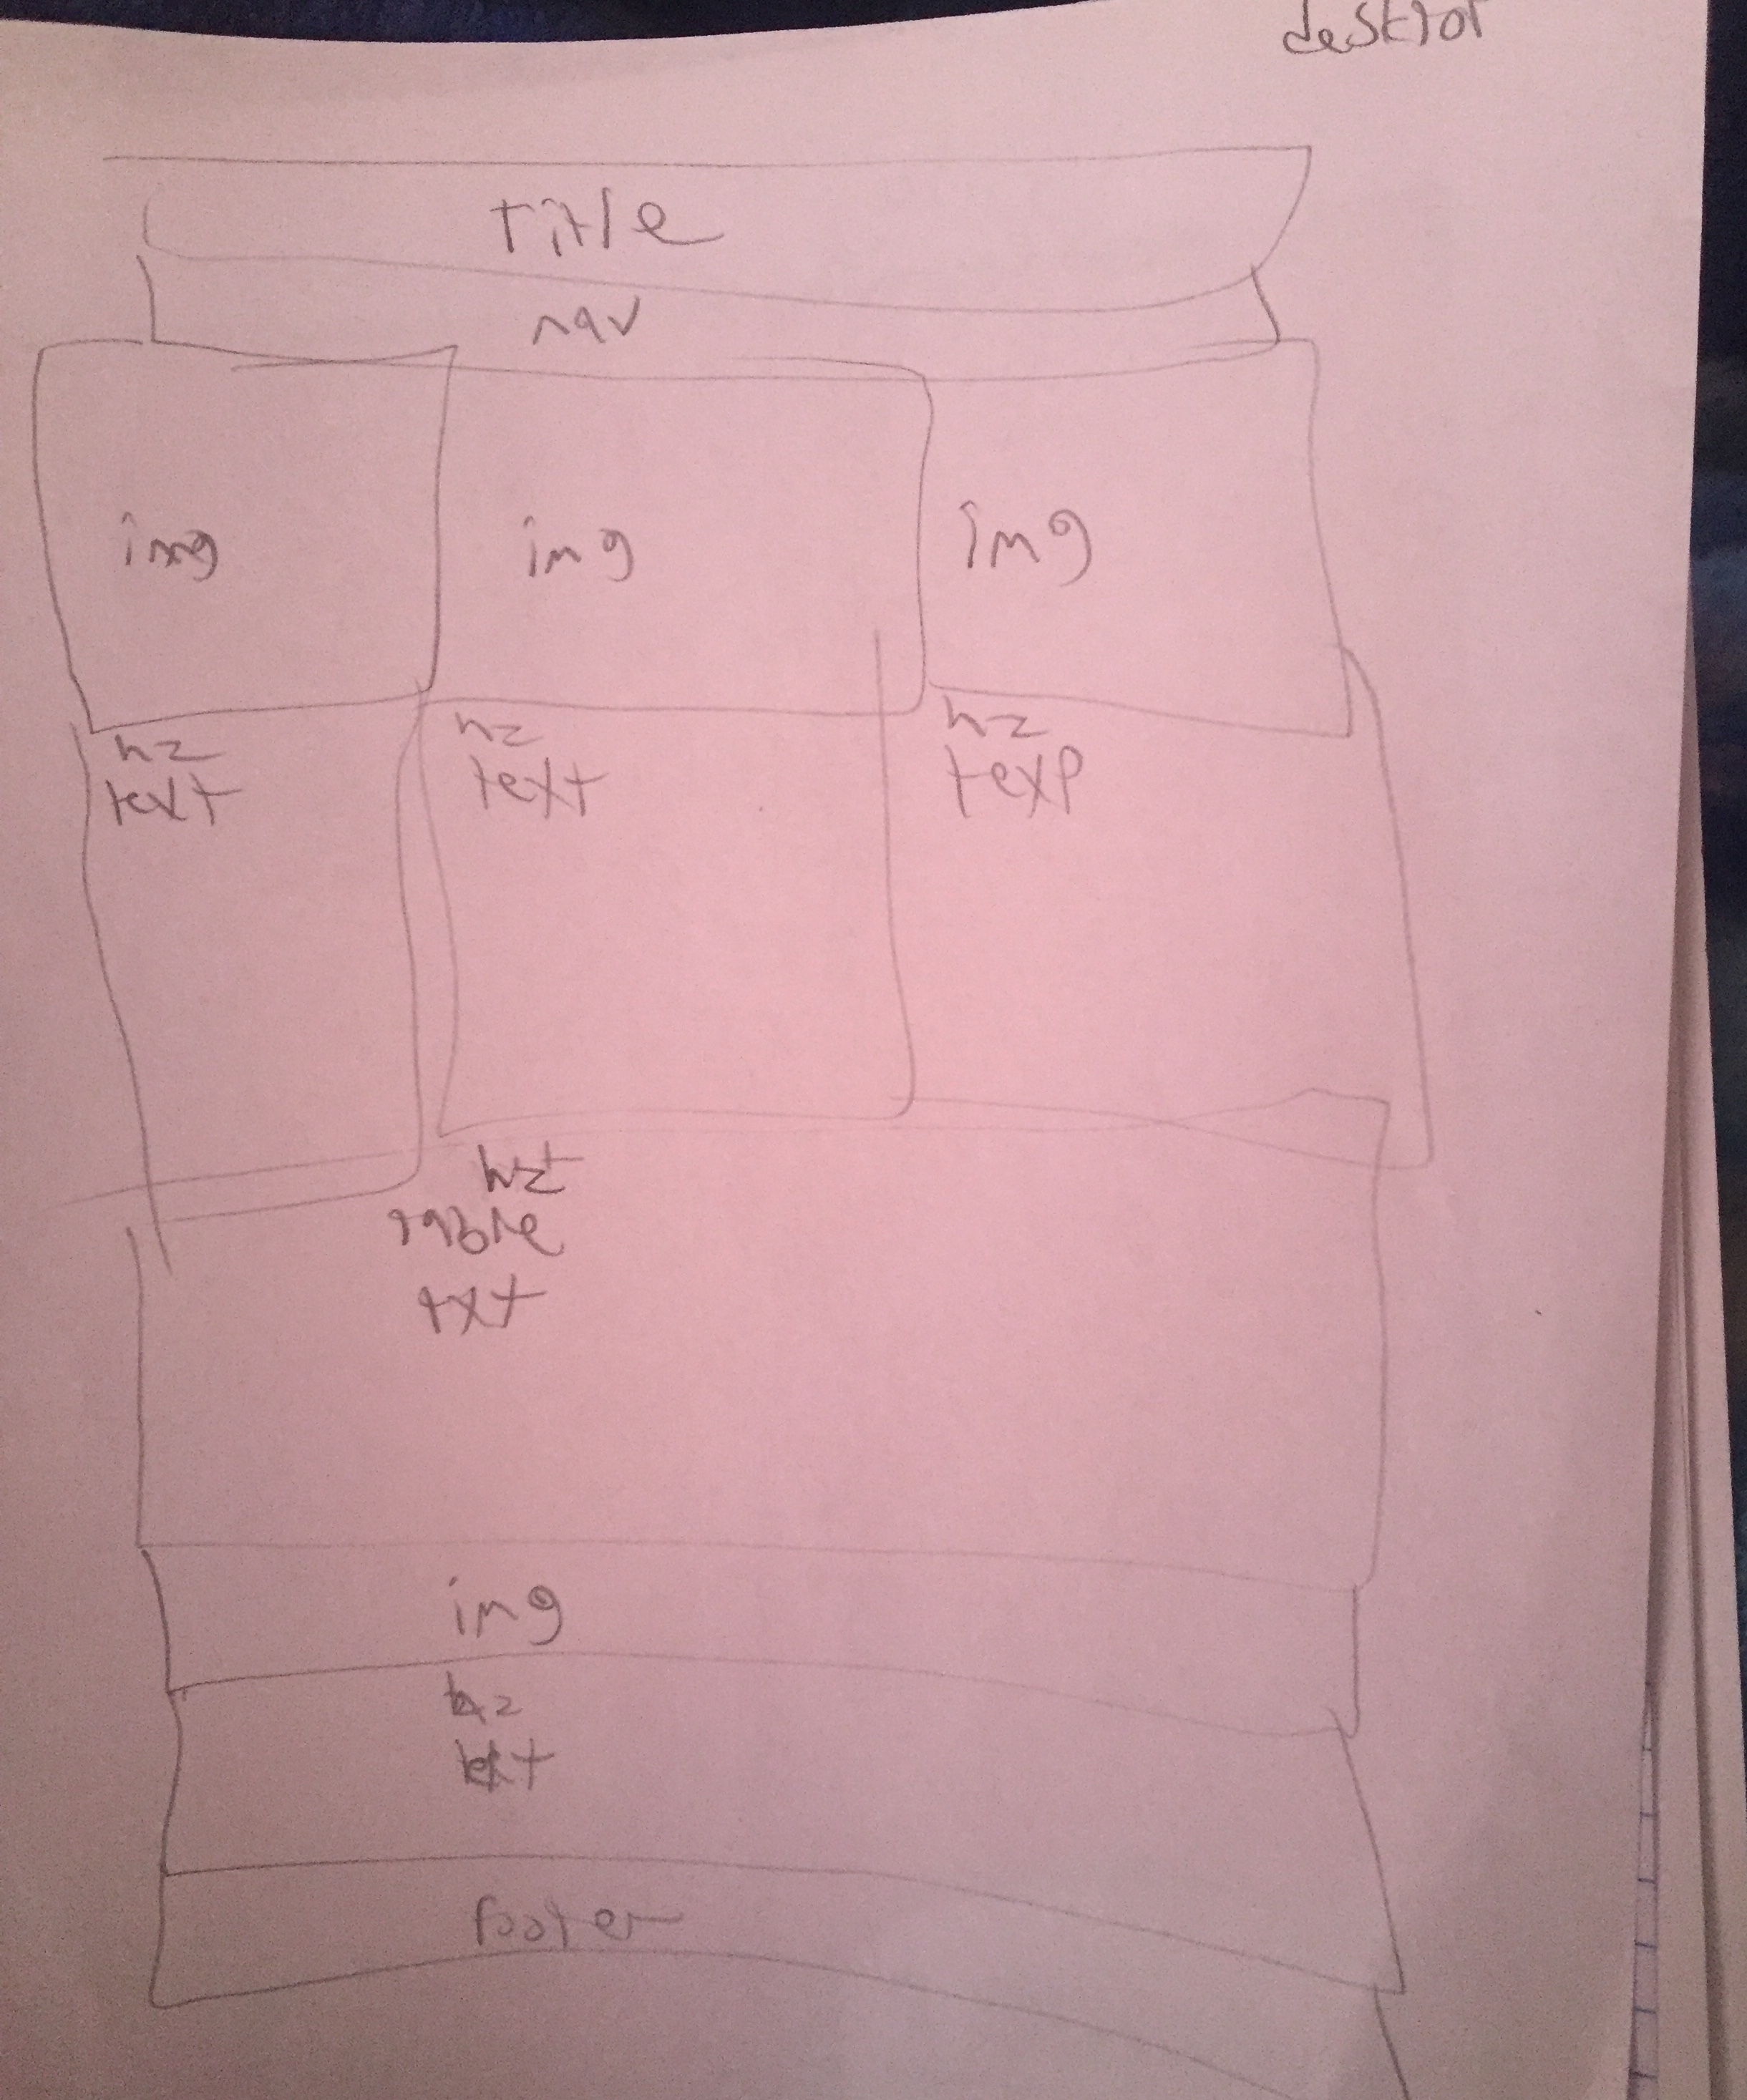 desktop
title
nav
img img img
h2 h2 h2
text text texp
h2
table
txt
img
h2
text
footer